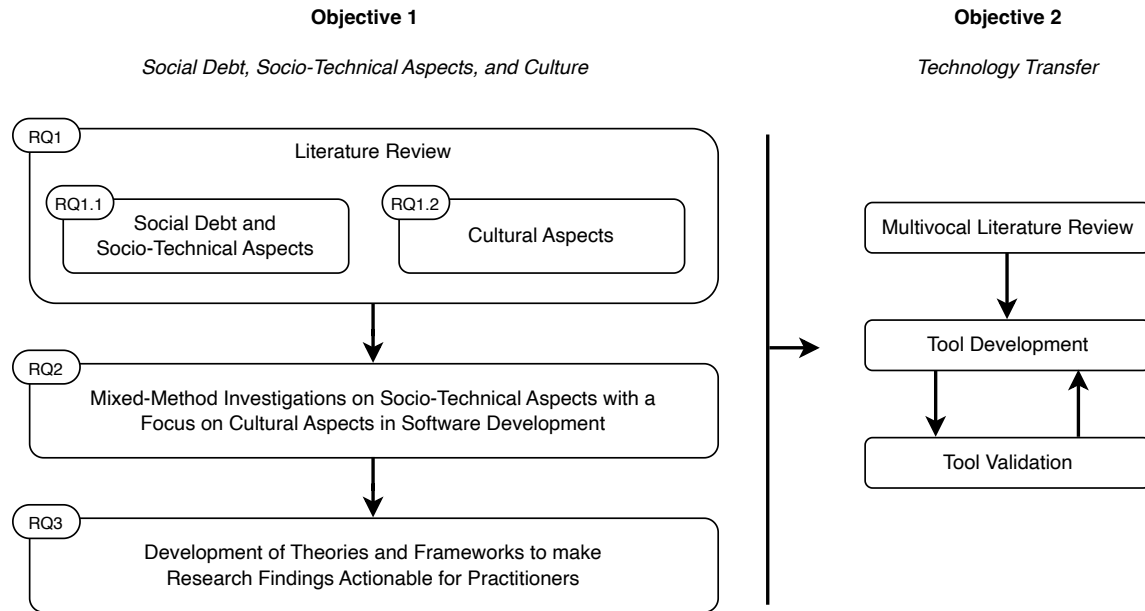 Objective 1
Social Debt, Socio-Technical Aspects, and Culture
RQ1
Literature Review
RQ1.1
Social Debt and
Socio-Technical Aspects
RQ1.2
Cultural Aspects
RQ2
Mixed-Method Investigations on Socio-Technical Aspects with a
Focus on Cultural Aspects in Software Development
RQ3
Development of Theories and Frameworks to make
Research Findings Actionable for Practitioners
Objective 2
Technology Transfer
Multivocal Literature Review
Tool Development
Tool Validation